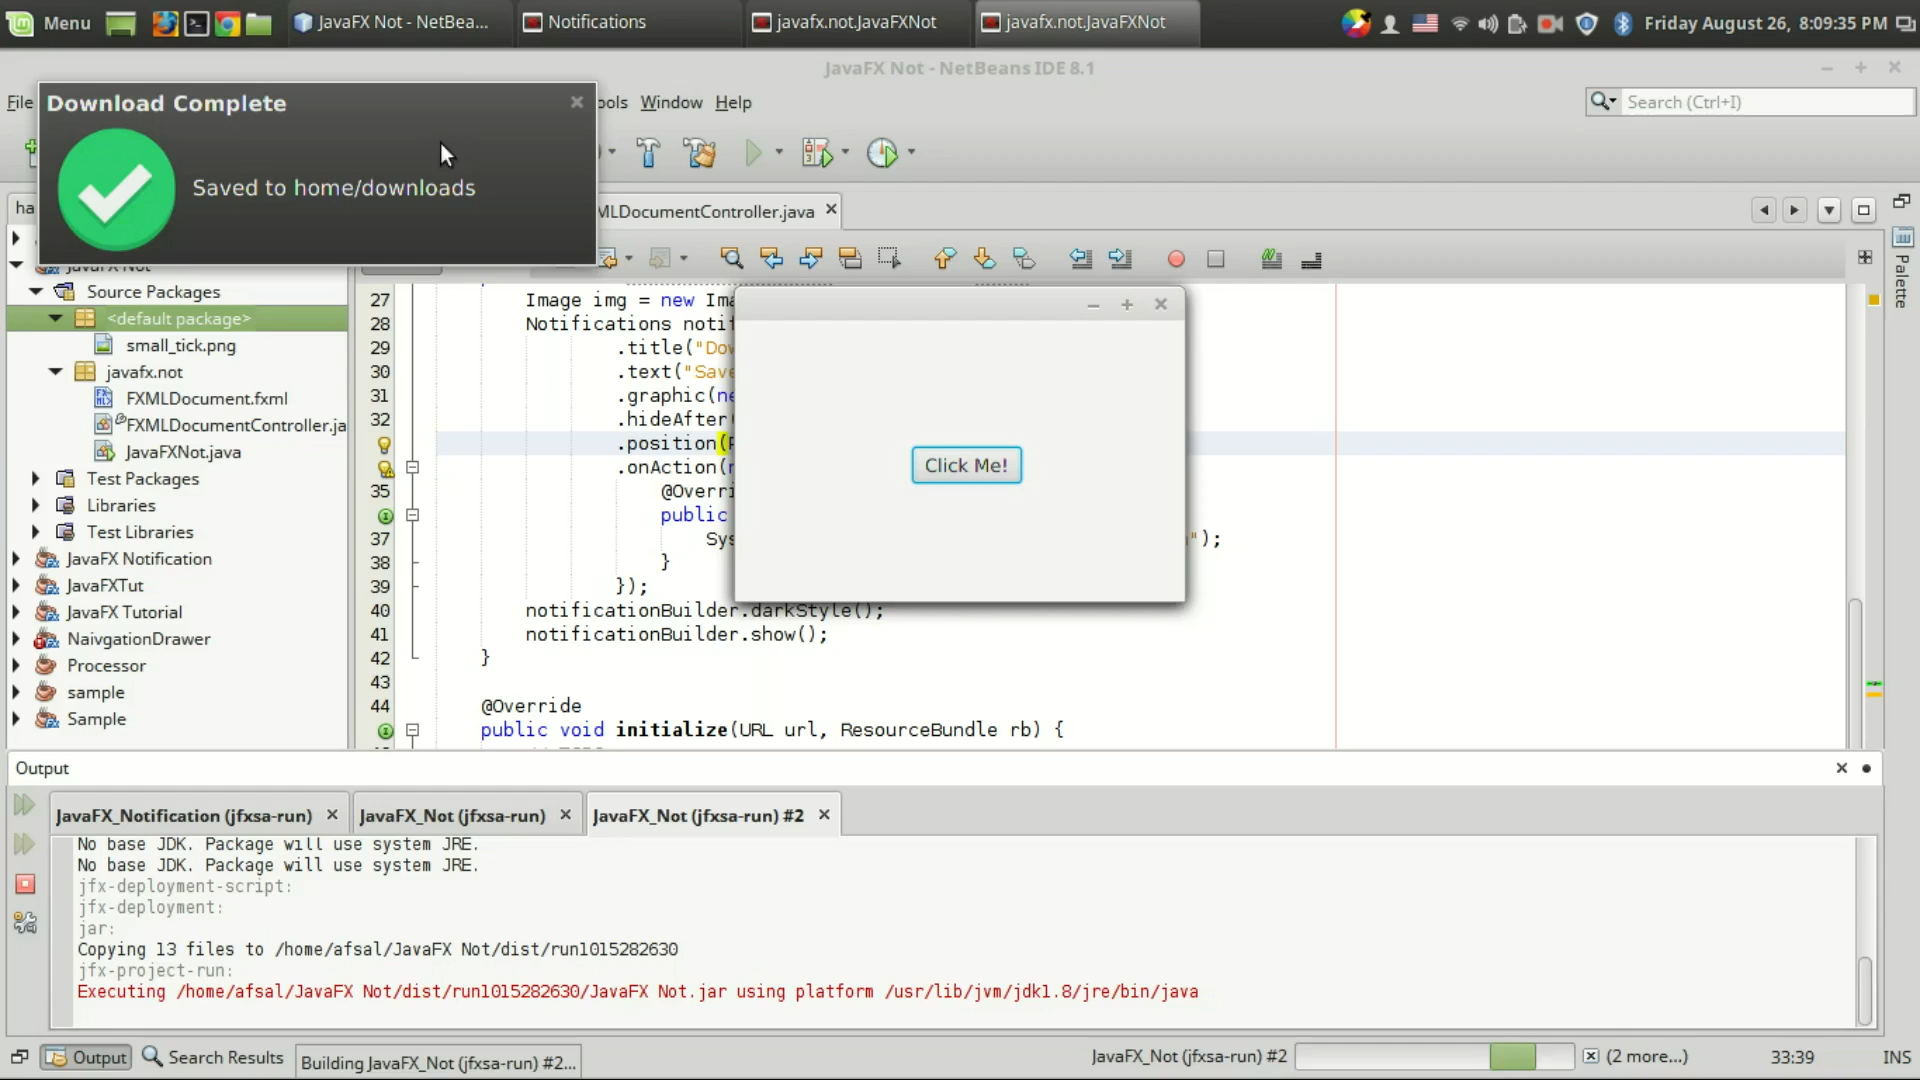 Menu
JavaFX Not - NetBea...
Notifications
javafx.not.JavaFXNot
javafx.not.JavaFXNot
Friday August 26, 8:09:35 PM
JavaFX Not - NetBeans IDE 8.1
File
ools Window Help
Search (Ctrl+I)
Download Complete
Saved to home/downloads
ha
MLDocumentController.java
Palette
JavaFX Not
Source Packages
<default package>
small_tick.png
javafx.not
FXMLDocument.fxml
FXMLDocumentController.ja
JavaFXNot.java
Test Packages
Libraries
Test Libraries
JavaFX Notification
JavaFXTut
JavaFX Tutorial
NaivgationDrawer
Processor
sample
Sample
27 Image img = new Ima
28 Notifications notif
29 .title("Dow
30 .text("Save
31 .graphic(ne
32 .hideAfter(
.position(P
.onAction(n
35 @Overri
public
37 Sys ");
38 }
39 });
40 notificationBuilder.darkStyle();
41 notificationBuilder.show();
42 }
43
44 @Override
public void initialize(URL url, ResourceBundle rb) {
Click Me!
Output
JavaFX_Notification (jfxsa-run)
JavaFX_Not (jfxsa-run)
JavaFX_Not (jfxsa-run) #2
No base JDK. Package will use system JRE.
No base JDK. Package will use system JRE.
jfx-deployment-script:
jfx-deployment:
jar:
Copying 13 files to /home/afsal/JavaFX Not/dist/run1015282630
jfx-project-run:
Executing /home/afsal/JavaFX Not/dist/run1015282630/JavaFX Not.jar using platform /usr/lib/jvm/jdk1.8/jre/bin/java
Output
Search Results
Building JavaFX_Not (jfxsa-run) #2...
JavaFX_Not (jfxsa-run) #2
(2 more...)
33:39
INS